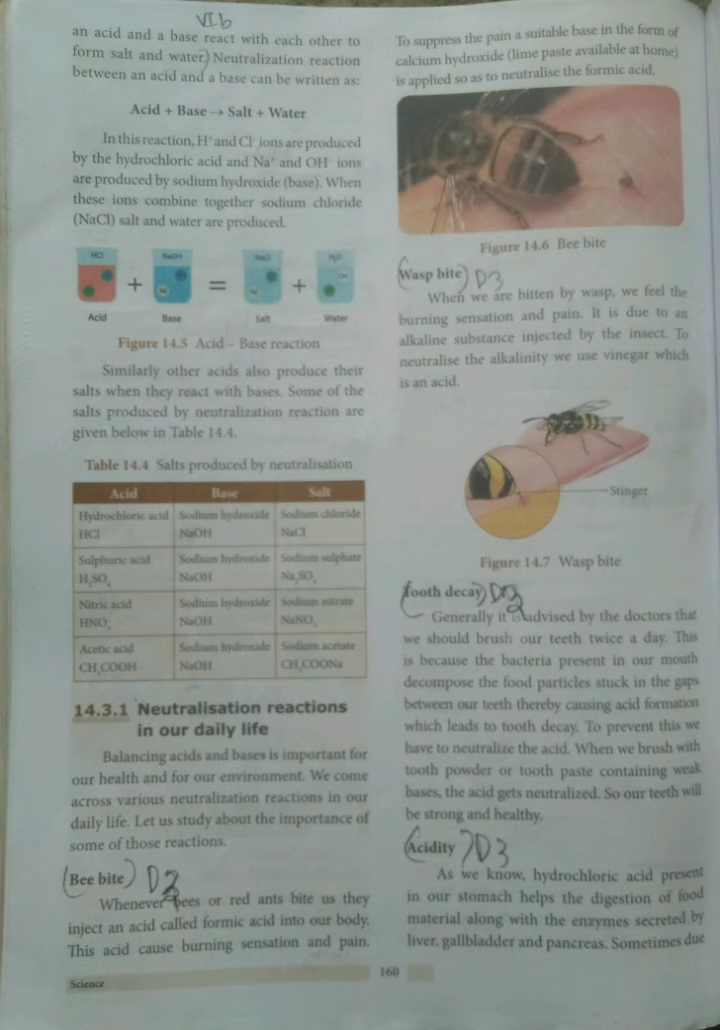 VI b
an acid and a base react with each other to
form salt and water.) Neutralization reaction
between an acid and a base can be written as:
Acid + Base → Salt + Water
In this reaction, H⁺ and Cl⁻ ions are produced
by the hydrochloric acid and Na⁺ and OH⁻ ions
are produced by sodium hydroxide (base). When
these ions combine together sodium chloride
(NaCl) salt and water are produced.
HCl NaOH NaCl H₂O
+ = +
Acid Base Salt Water
Figure 14.5 Acid – Base reaction
Similarly other acids also produce their
salts when they react with bases. Some of the
salts produced by neutralization reaction are
given below in Table 14.4.
Table 14.4 Salts produced by neutralisation
Acid Base Salt
Hydrochloric acid Sodium hydroxide Sodium chloride
HCl NaOH NaCl
Sulphuric acid Sodium hydroxide Sodium sulphate
H₂SO₄ NaOH Na₂SO₄
Nitric acid Sodium hydroxide Sodium nitrate
HNO₃ NaOH NaNO₃
Acetic acid Sodium hydroxide Sodium acetate
CH₃COOH NaOH CH₃COONa
14.3.1 Neutralisation reactions
in our daily life
Balancing acids and bases is important for
our health and for our environment. We come
across various neutralization reactions in our
daily life. Let us study about the importance of
some of those reactions.
(Bee bite) D3
Whenever bees or red ants bite us they
inject an acid called formic acid into our body.
This acid cause burning sensation and pain.
To suppress the pain a suitable base in the form of
calcium hydroxide (lime paste available at home)
is applied so as to neutralise the formic acid.
Figure 14.6 Bee bite
(Wasp bite) D3
When we are bitten by wasp, we feel the
burning sensation and pain. It is due to an
alkaline substance injected by the insect. To
neutralise the alkalinity we use vinegar which
is an acid.
Stinger
Figure 14.7 Wasp bite
(Tooth decay) D3
Generally it is advised by the doctors that
we should brush our teeth twice a day. This
is because the bacteria present in our mouth
decompose the food particles stuck in the gaps
between our teeth thereby causing acid formation
which leads to tooth decay. To prevent this we
have to neutralize the acid. When we brush with
tooth powder or tooth paste containing weak
bases, the acid gets neutralized. So our teeth will
be strong and healthy.
(Acidity) D3
As we know, hydrochloric acid present
in our stomach helps the digestion of food
material along with the enzymes secreted by
liver, gallbladder and pancreas. Sometimes due
160
Science